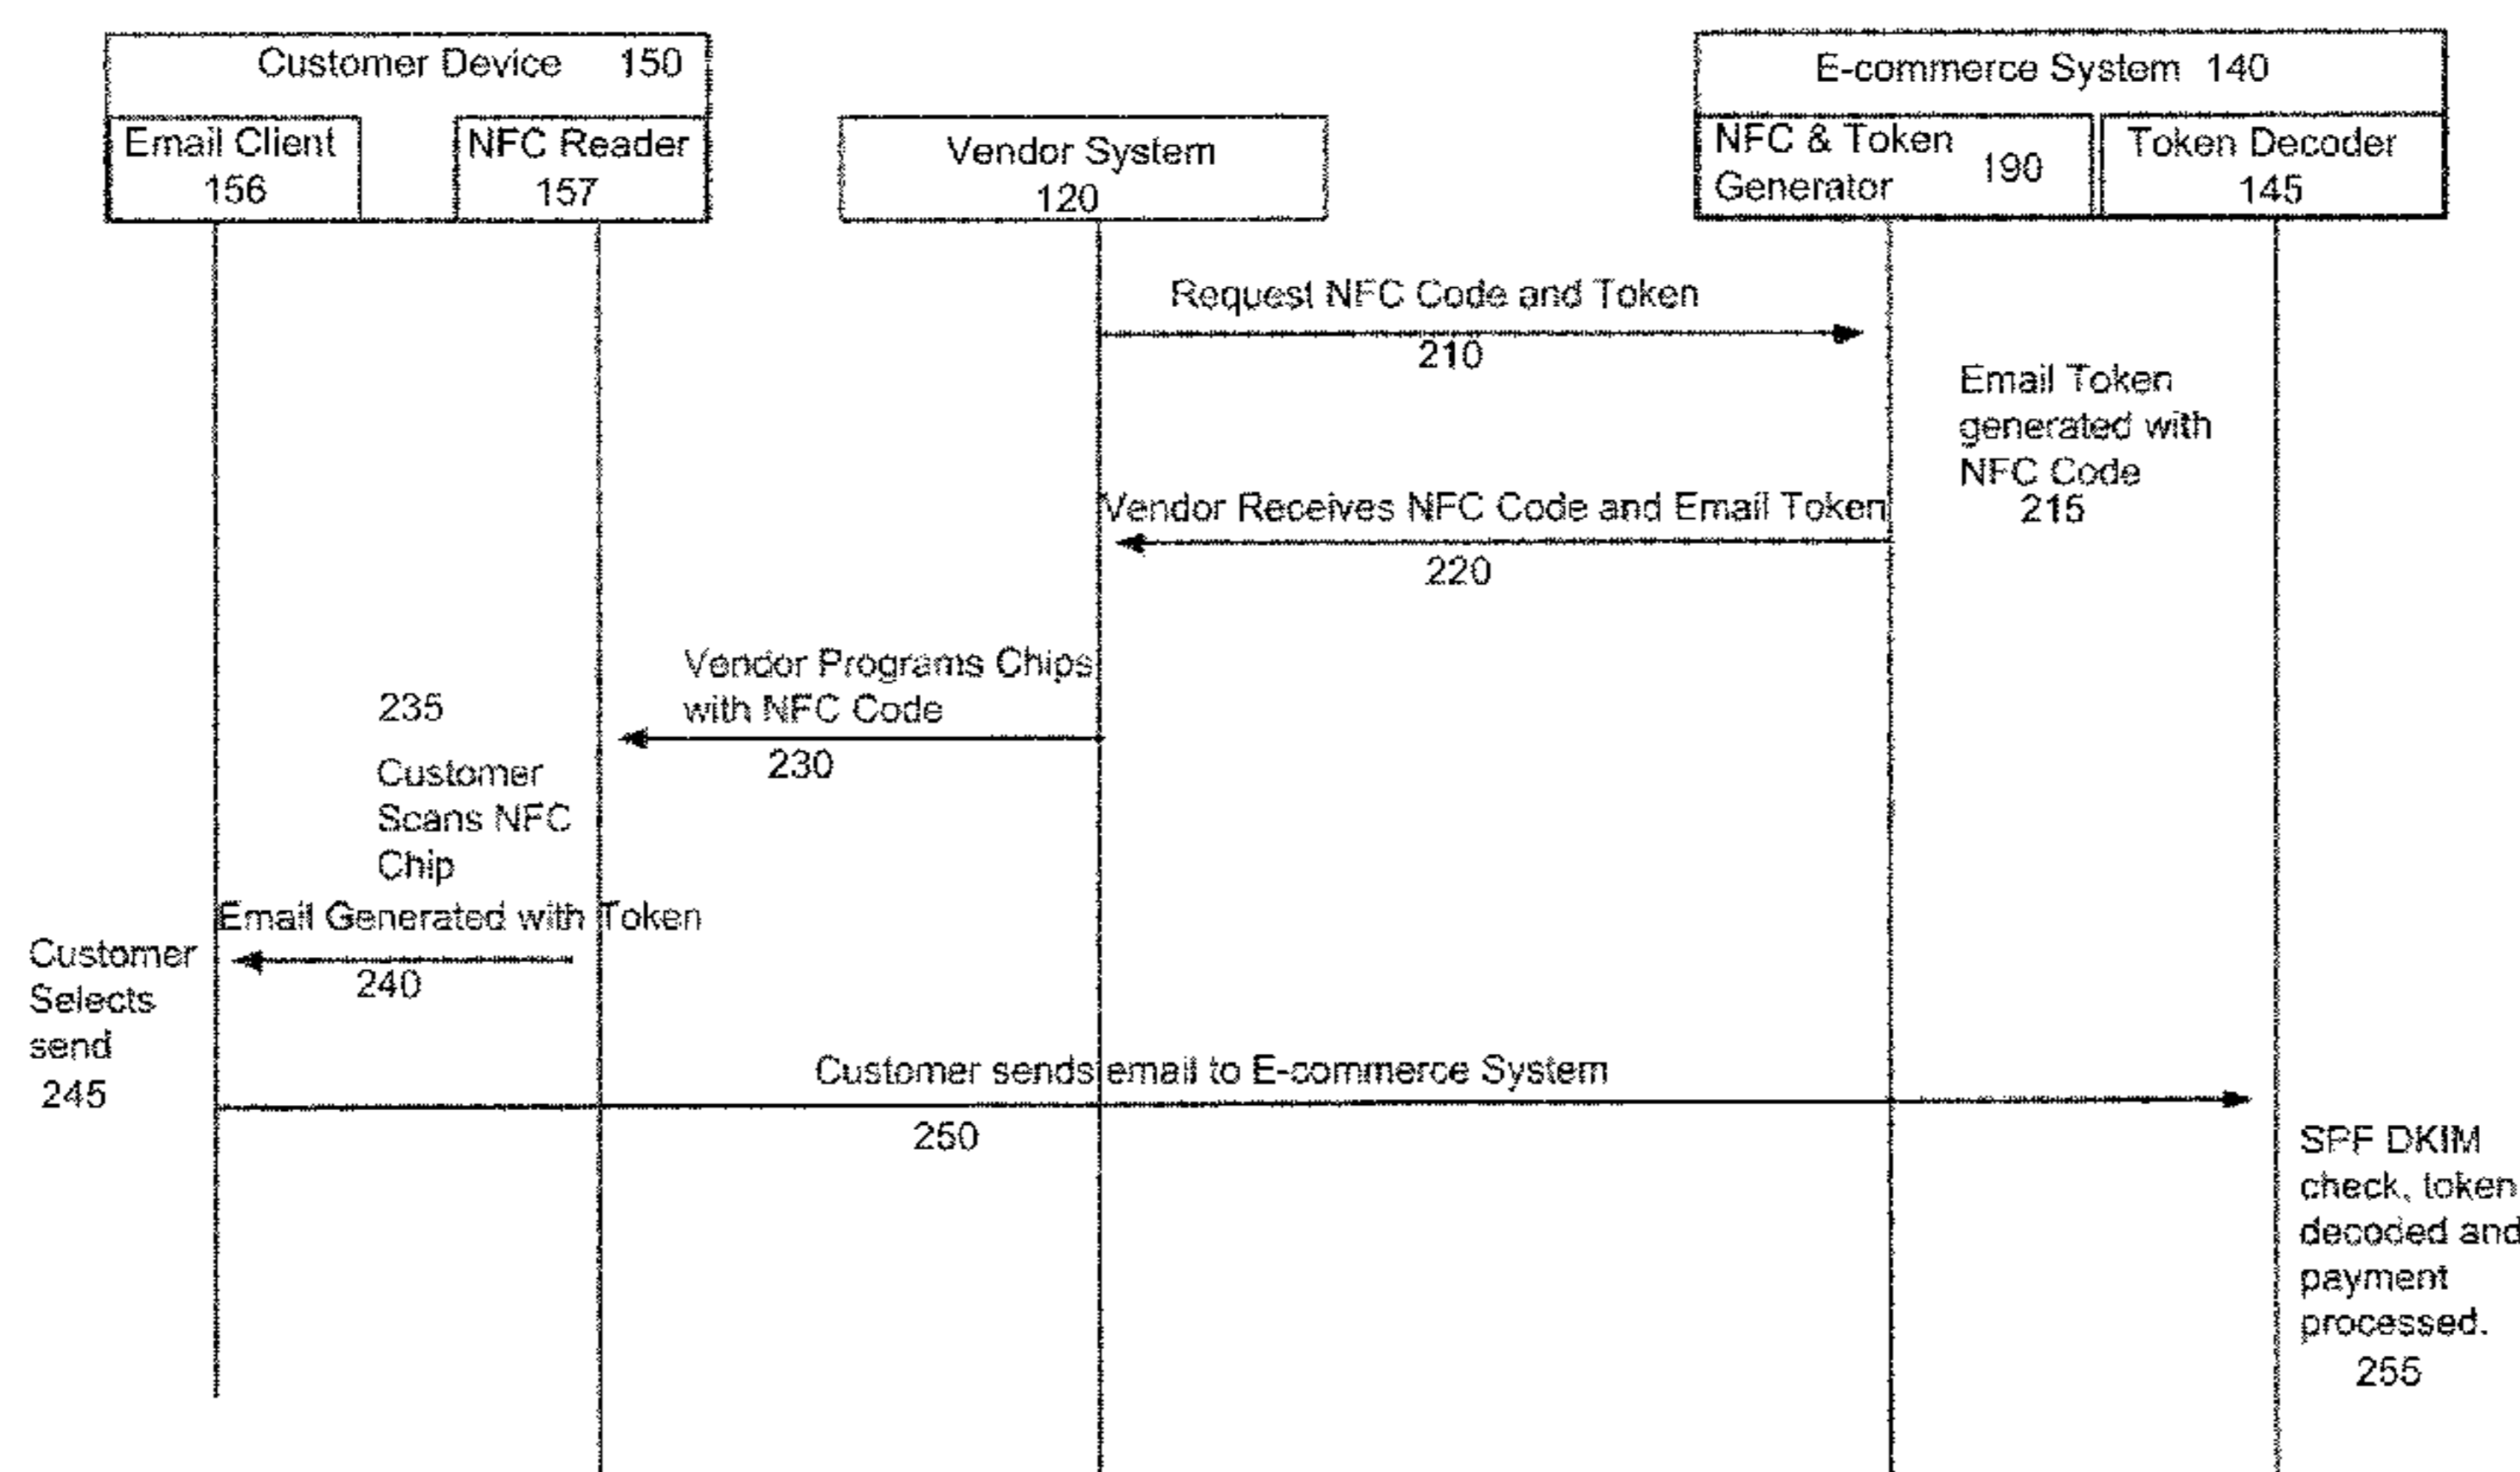 Customer Device 150
Email Client
156
NFC Reader
157
Vendor System
120
E-commerce System 140
NFC & Token
Generator
190
Token Decoder
145
Request NFC Code and Token
210
Email Token
generated with
NFC Code
215
Vendor Receives NFC Code and Email Token
220
Vendor Programs Chips
with NFC Code
230
235
Customer
Scans NFC
Chip
Email Generated with Token
240
Customer
Selects
send
245
Customer sends email to E-commerce System
250
SPF DKIM
check, token
decoded and
payment
processed.
255